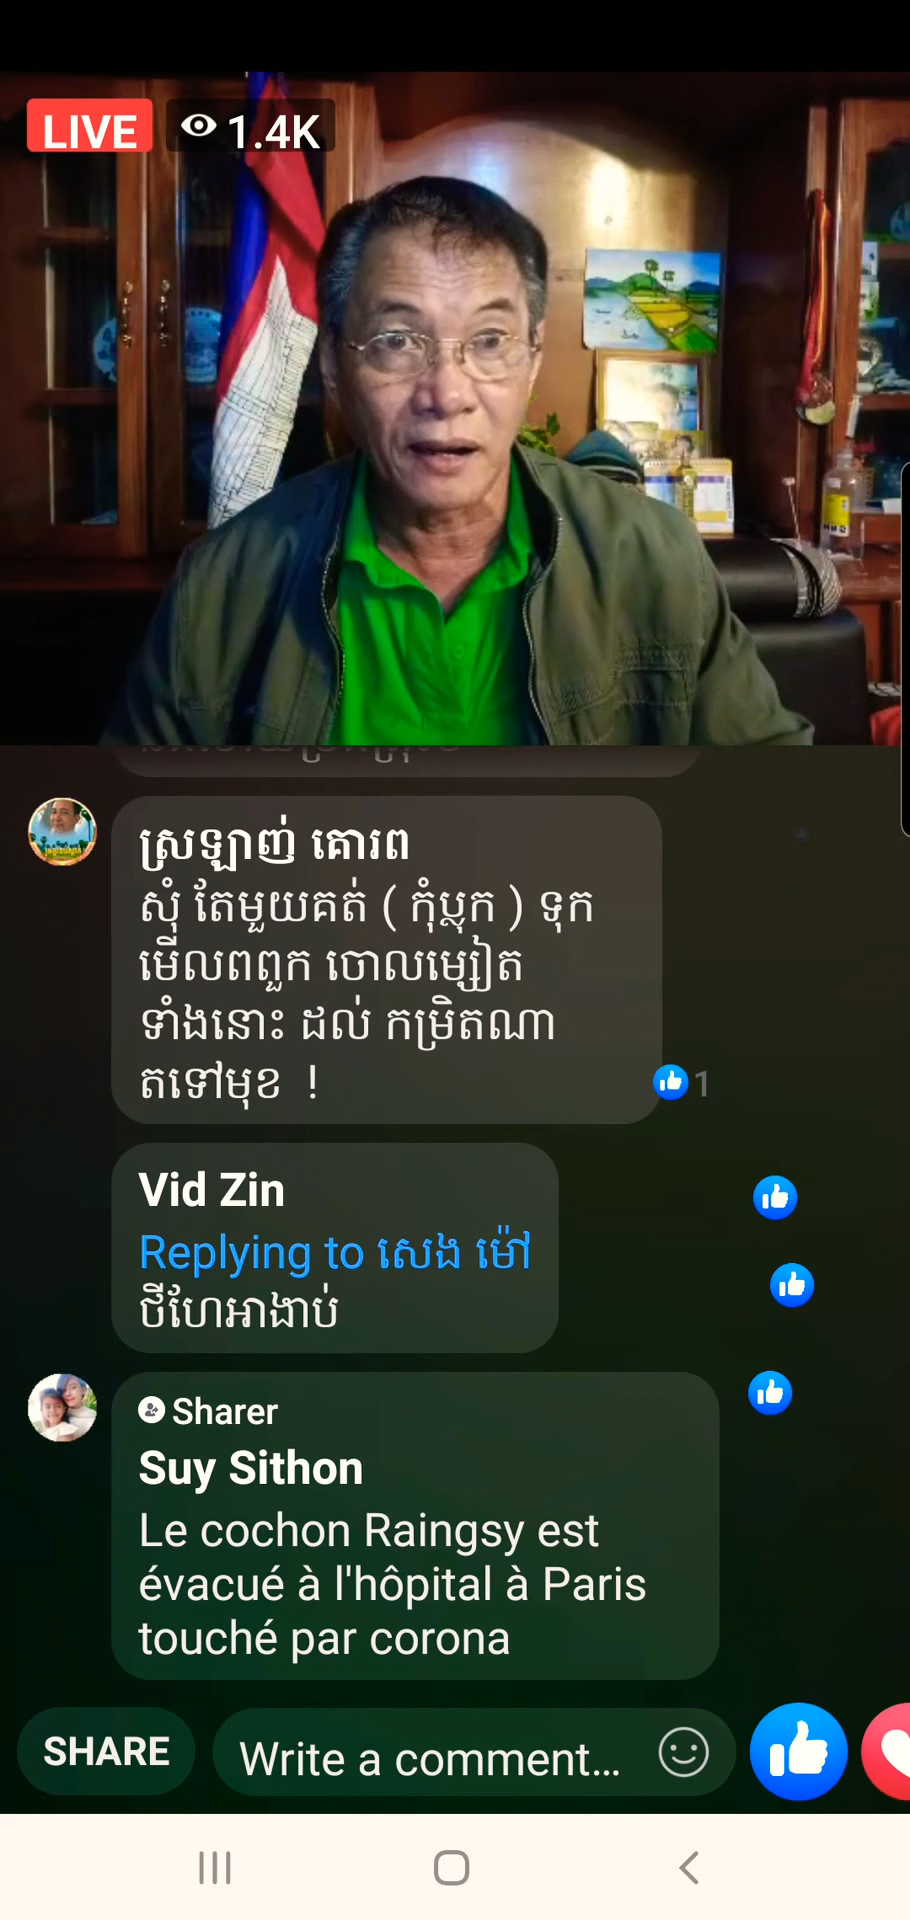 LIVE 1.4K
ស្រឡាញ់ គោរព
សុំ តែមួយគត់ ( កុំប្លុក ) ទុក
មើលពពួក ចោលម្សៀត
ទាំងនោះ ដល់ កម្រិតណា
តទៅមុខ !
1
Vid Zin
Replying to សេង ម៉ៅ
ថីហែអាងាប់
Sharer
Suy Sithon
Le cochon Raingsy est
évacué à l'hôpital à Paris
touché par corona
SHARE Write a comment...